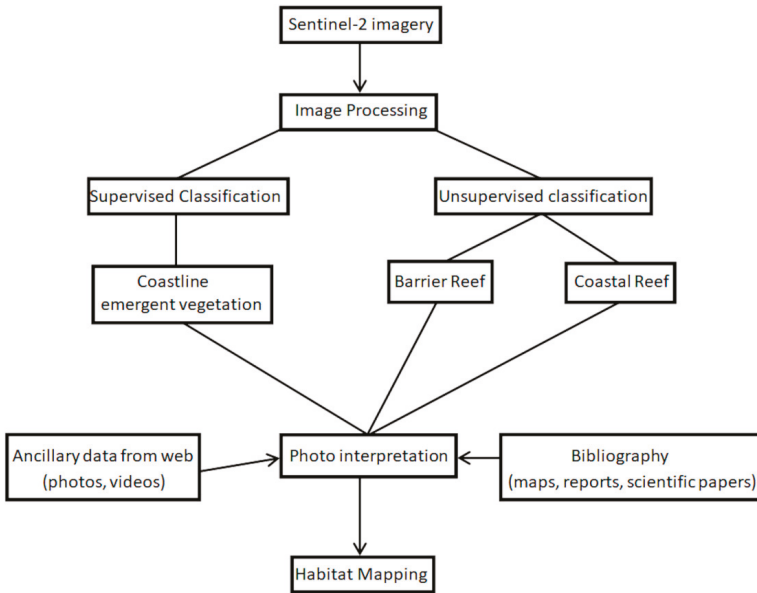 Sentinel-2 imagery
Image Processing
Supervised Classification
Unsupervised classification
Coastline
emergent vegetation
Barrier Reef
Coastal Reef
Ancillary data from web
(photos, videos)
Photo interpretation
Bibliography
(maps, reports, scientific papers)
Habitat Mapping